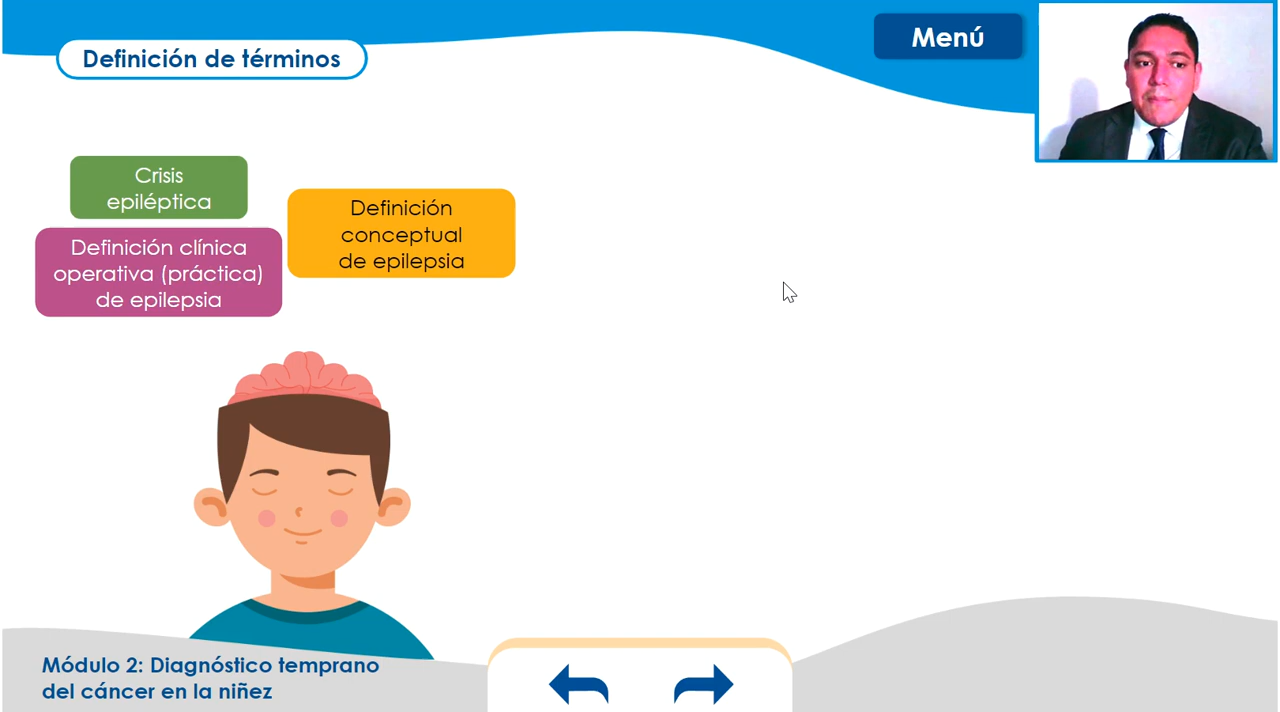 Definición de términos
Menú
Crisis
epiléptica
Definición
conceptual
de epilepsia
Definición clínica
operativa (práctica)
de epilepsia
Módulo 2: Diagnóstico temprano
del cáncer en la niñez